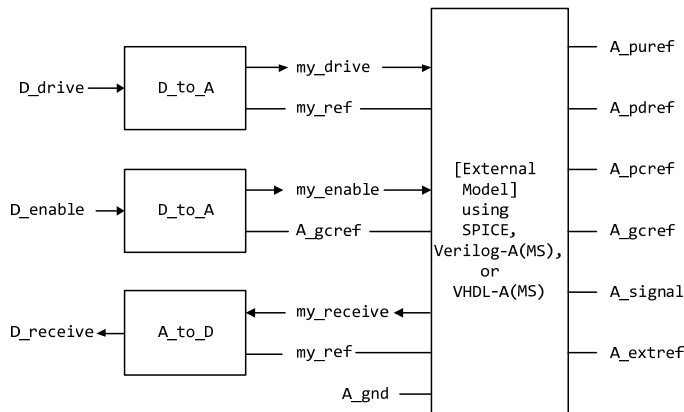 A_puref
D_drive
D_to_A
my_drive
my_ref
A_pdref
[External
Model]
using
SPICE,
Verilog-A(MS),
or
VHDL-A(MS)
A_pcref
D_enable
D_to_A
my_enable
A_gcref
A_gcref
A_signal
D_receive
A_to_D
my_receive
my_ref
A_extref
A_gnd